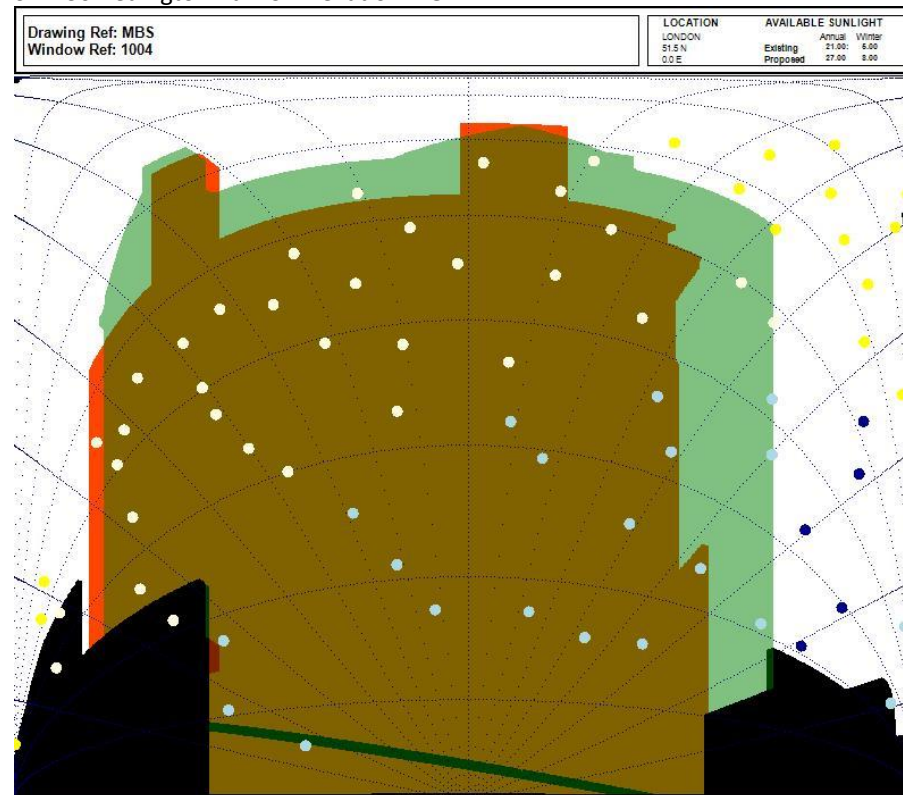 Drawing Ref: MBS
Window Ref: 1004
LOCATION
LONDON
51.5 N
0.0 E
AVAILABLE SUNLIGHT
Annual Winter
Existing 21.00: 6.00
Proposed 27.00 8.00